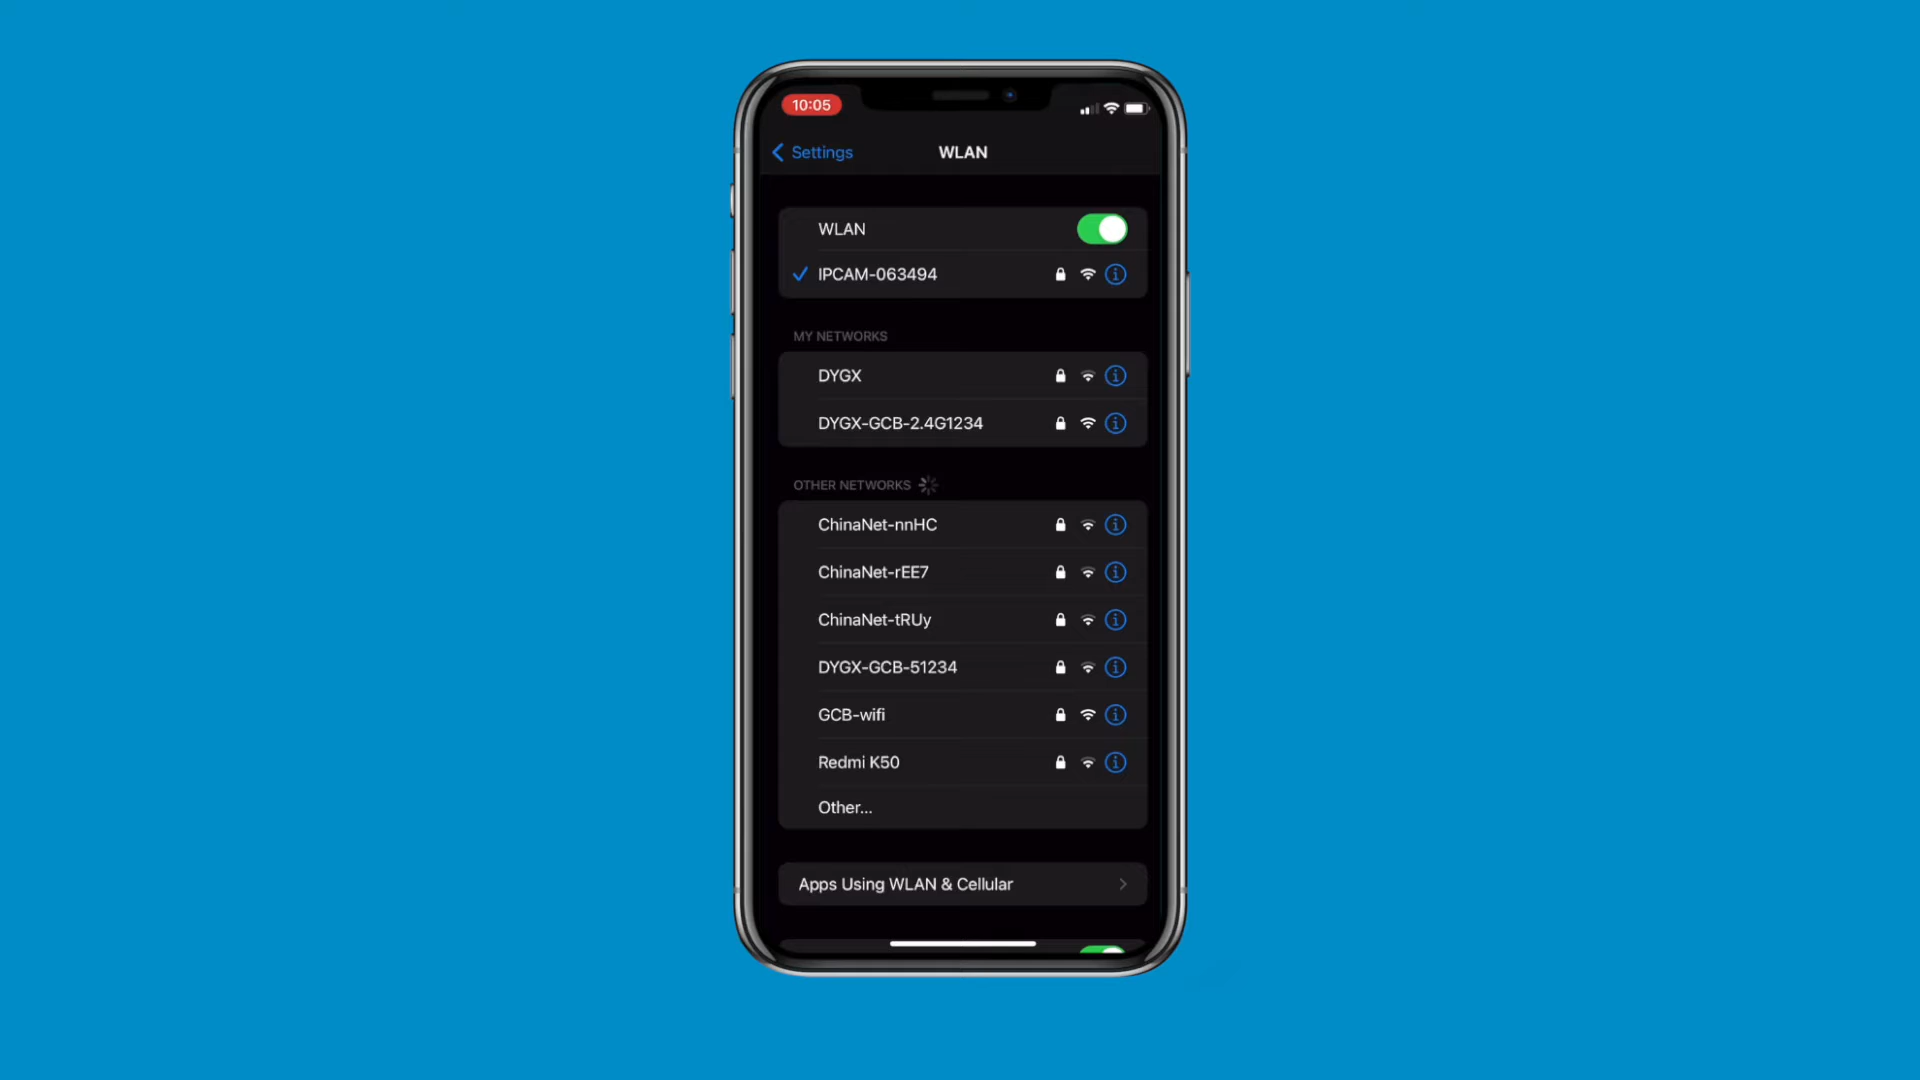 10:05
Settings
WLAN
WLAN
IPCAM-063494
MY NETWORKS
DYGX
DYGX-GCB-2.4G1234
OTHER NETWORKS
ChinaNet-nnHC
ChinaNet-rEE7
ChinaNet-tRUy
DYGX-GCB-51234
GCB-wifi
Redmi K50
Other...
Apps Using WLAN & Cellular